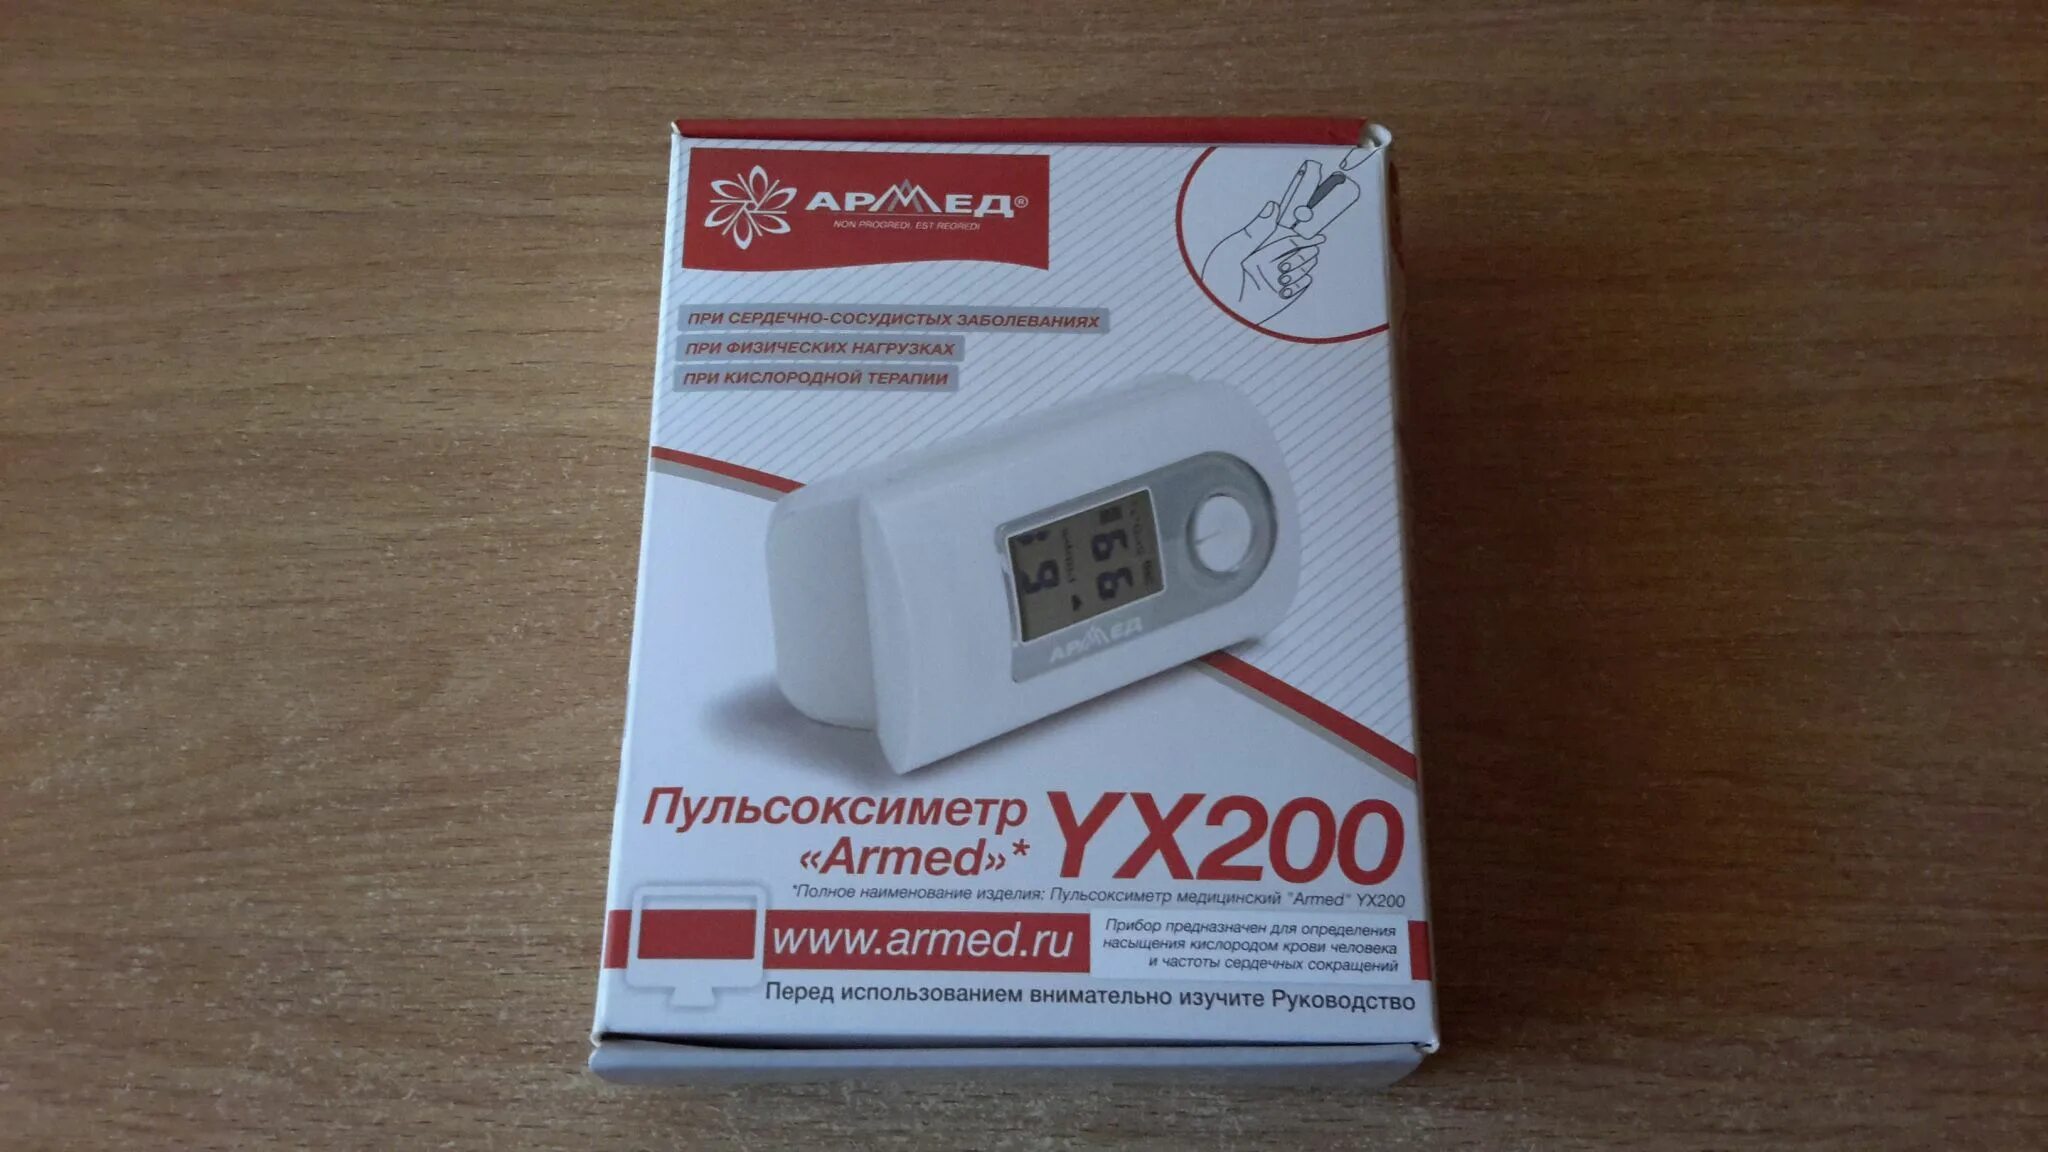 АРМЕД®
NON PROGREDI, EST REGREDI
ПРИ СЕРДЕЧНО-СОСУДИСТЫХ ЗАБОЛЕВАНИЯХ
ПРИ ФИЗИЧЕСКИХ НАГРУЗКАХ
ПРИ КИСЛОРОДНОЙ ТЕРАПИИ
АРМЕД
Пульсоксиметр
«Armed»*
YX200
*Полное наименование изделия: Пульсоксиметр медицинский "Armed" YX200
www.armed.ru
Прибор предназначен для определения
насыщения кислородом крови человека
и частоты сердечных сокращений
Перед использованием внимательно изучите Руководство